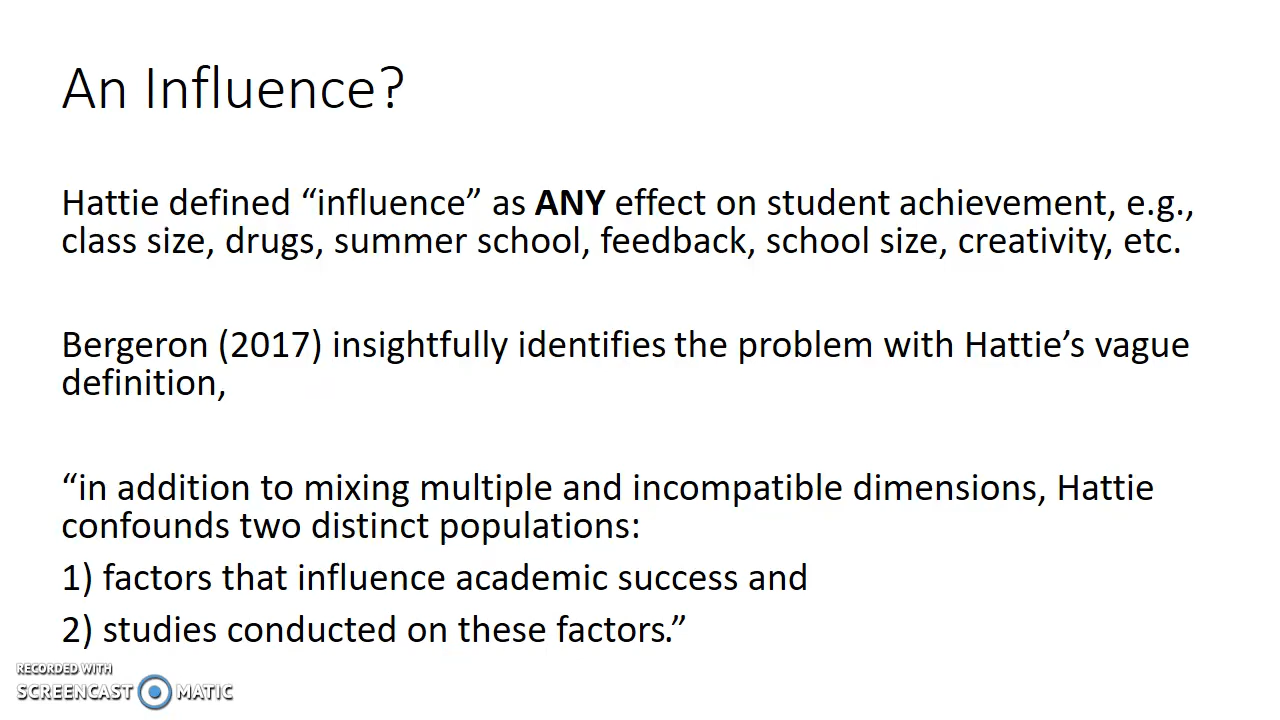 An Influence?
Hattie defined “influence” as ANY effect on student achievement, e.g.,
class size, drugs, summer school, feedback, school size, creativity, etc.
Bergeron (2017) insightfully identifies the problem with Hattie’s vague
definition,
“in addition to mixing multiple and incompatible dimensions, Hattie
confounds two distinct populations:
1) factors that influence academic success and
2) studies conducted on these factors.”
RECORDED WITH
SCREENCAST MATIC